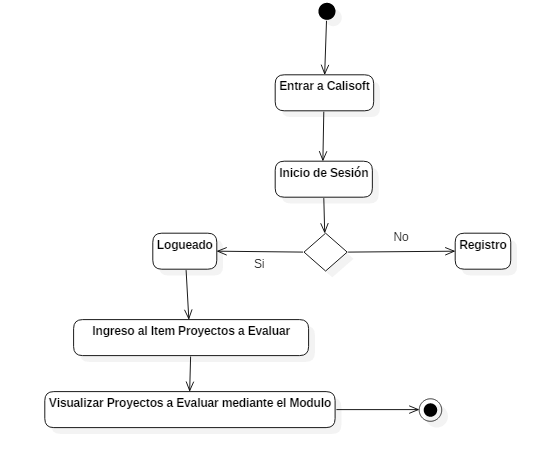 Entrar a Calisoft
Inicio de Sesión
No
Logueado
Registro
Si
Ingreso al Item Proyectos a Evaluar
Visualizar Proyectos a Evaluar mediante el Modulo